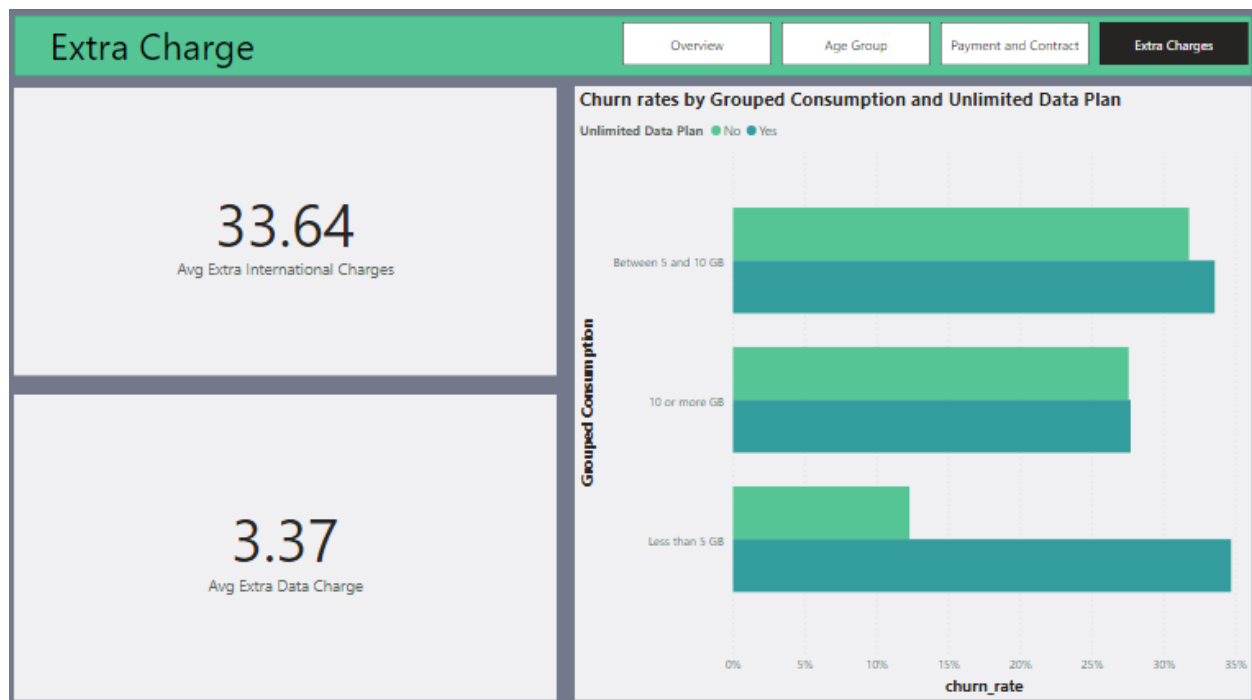 Extra Charge
Overview
Age Group
Payment and Contract
Extra Charges
33.64
Avg Extra International Charges
3.37
Avg Extra Data Charge
Churn rates by Grouped Consumption and Unlimited Data Plan
Unlimited Data Plan No Yes
Grouped Consumption
Between 5 and 10 GB
10 or more GB
Less than 5 GB
0% 5% 10% 15% 20% 25% 30% 35%
churn_rate